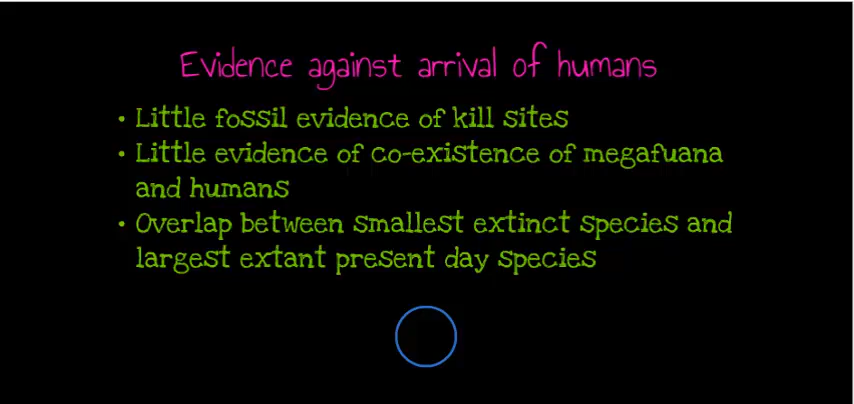 Evidence against arrival of humans
• Little fossil evidence of kill sites
• Little evidence of co-existence of megafuana
and humans
• Overlap between smallest extinct species and
largest extant present day species